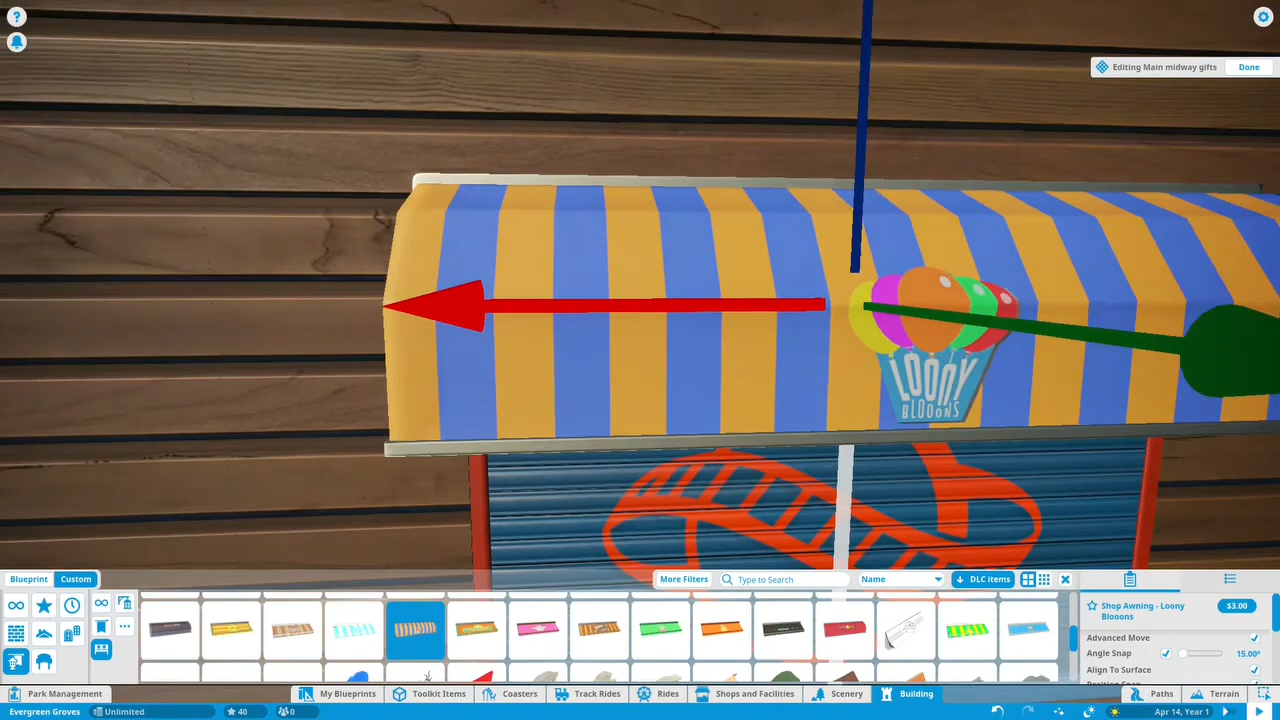 ?
Editing Main midway gifts Done
LOONY
BLOOONS
Blueprint Custom More Filters Type to Search Name DLC items
Shop Awning - Loony Blooons $3.00
Advanced Move
Angle Snap 15.00°
Align To Surface
Park Management My Blueprints Toolkit Items Coasters Track Rides Rides Shops and Facilities Scenery Building Paths Terrain
Evergreen Groves Unlimited 40 0 Apr 14, Year 1